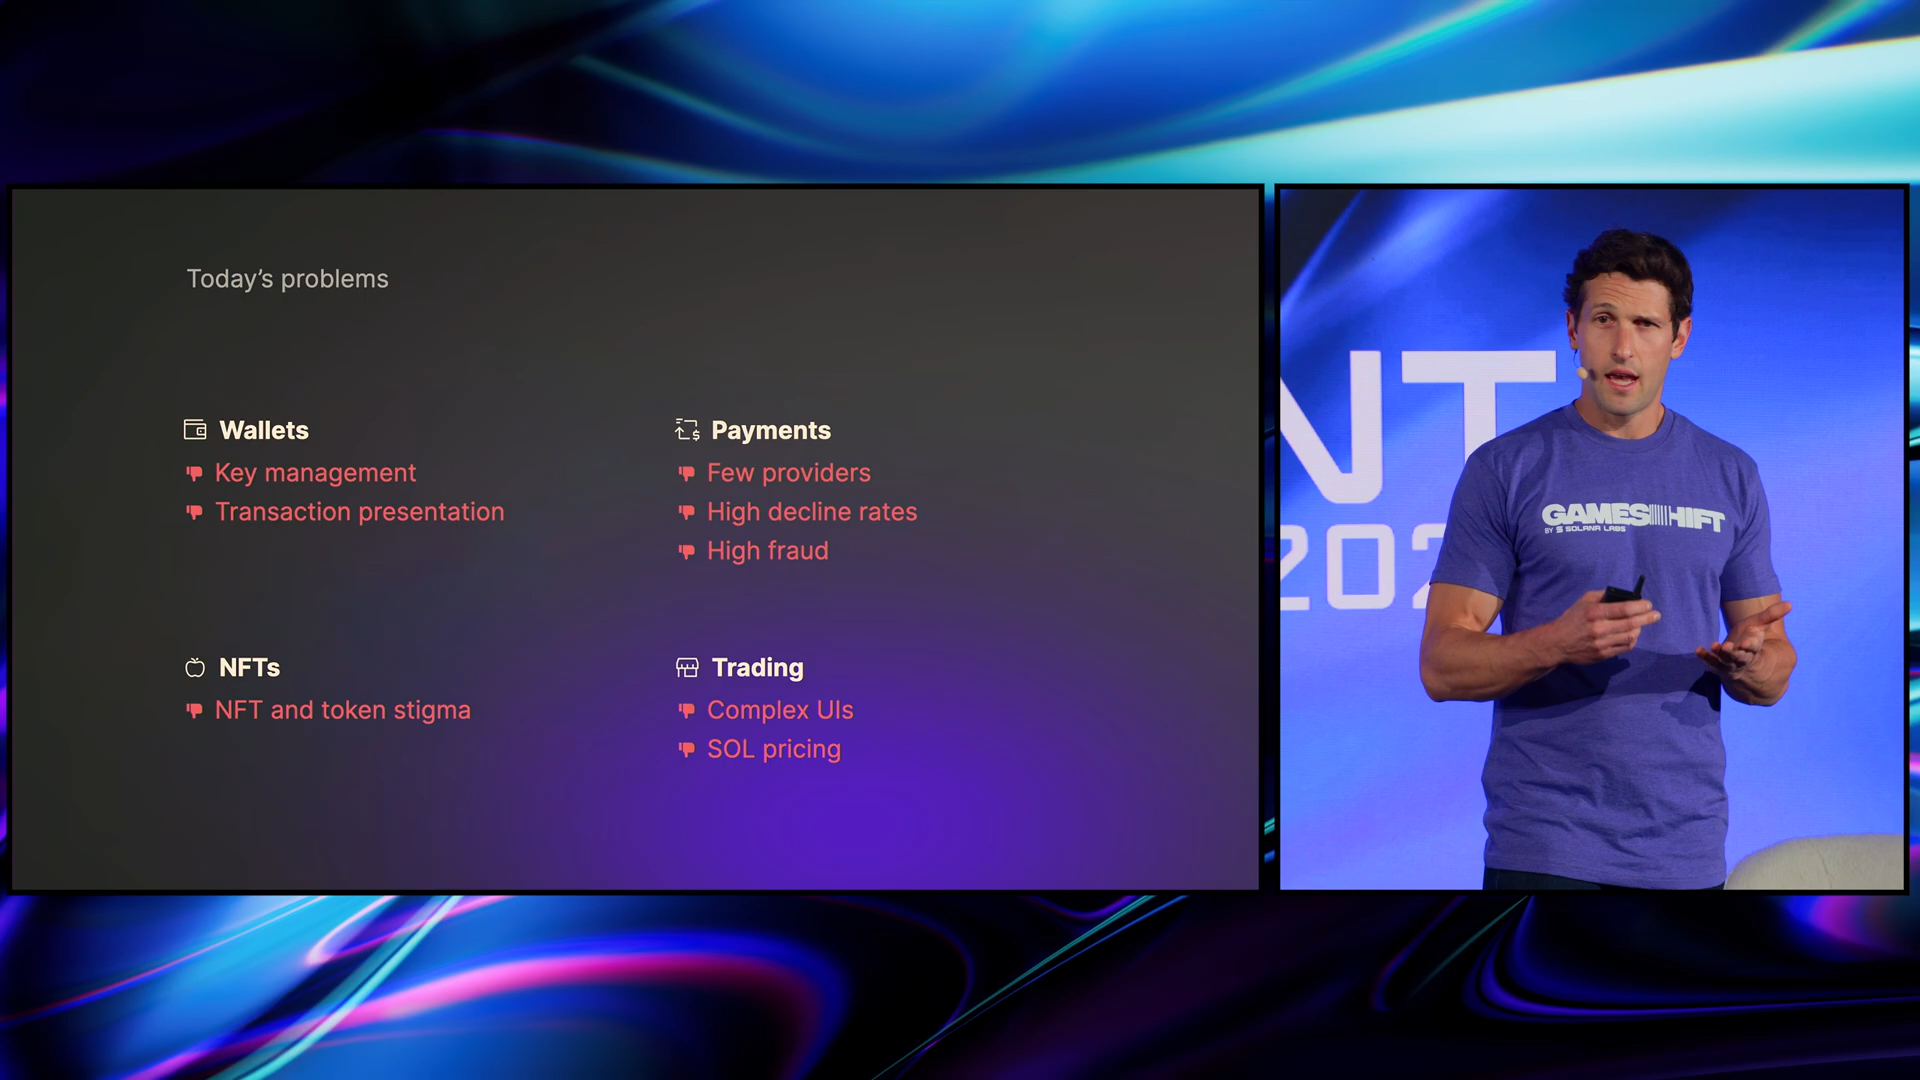 Today’s problems
Wallets
Key management
Transaction presentation
Payments
Few providers
High decline rates
High fraud
NFTs
NFT and token stigma
Trading
Complex UIs
SOL pricing
NT
202
GAMESHIFT
BY SOLANA LABS